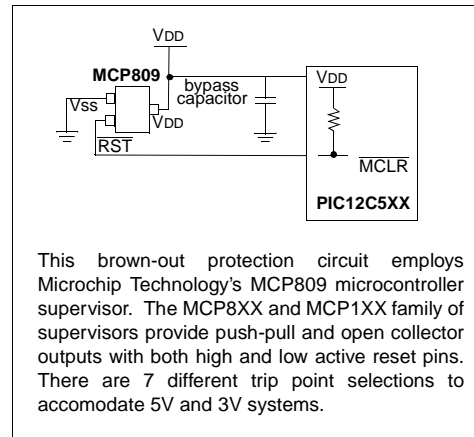 VDD
MCP809
VDD
bypass
capacitor
Vss
VDD
RST
MCLR
PIC12C5XX
This brown-out protection circuit employs
Microchip Technology's MCP809 microcontroller
supervisor. The MCP8XX and MCP1XX family of
supervisors provide push-pull and open collector
outputs with both high and low active reset pins.
There are 7 different trip point selections to
accomodate 5V and 3V systems.